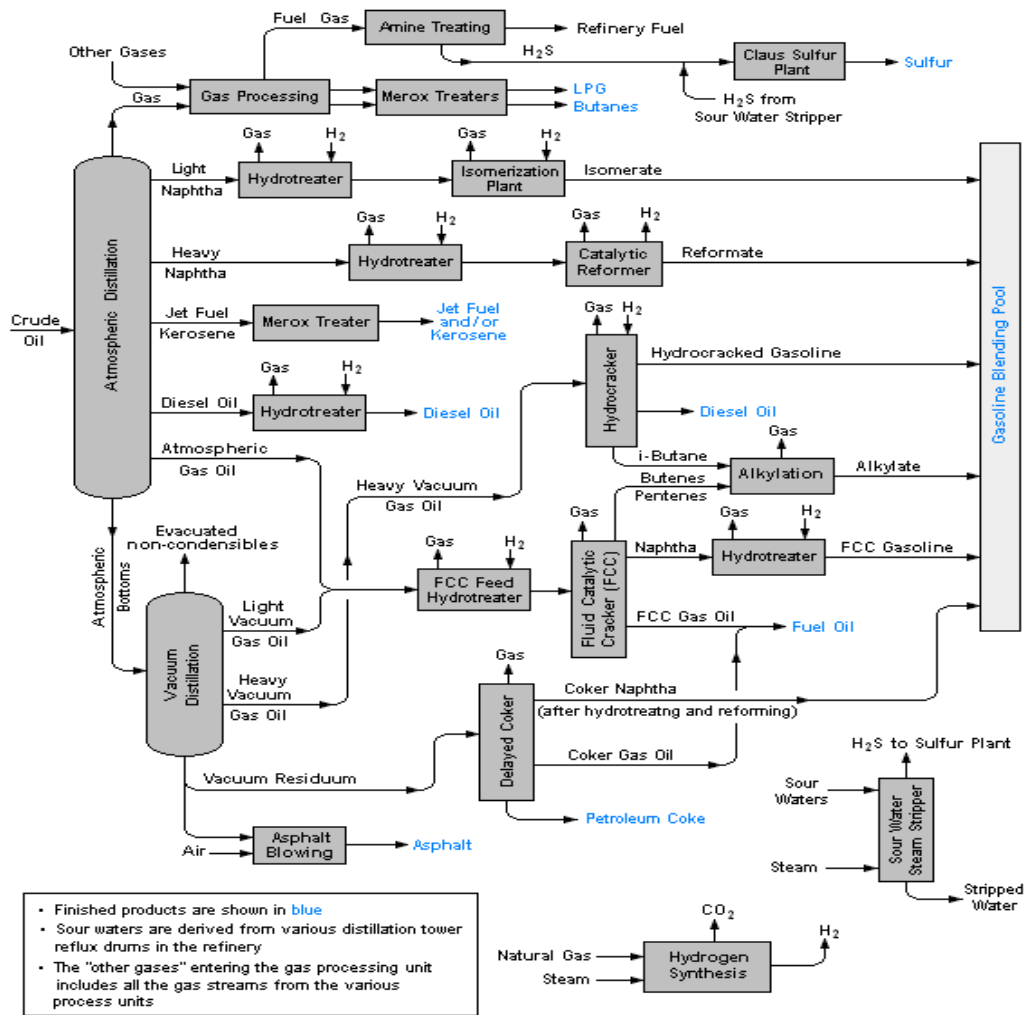 Fuel Gas
Amine Treating
Refinery Fuel
Other Gases
H2S
Claus Sulfur
Plant
Sulfur
Gas
Gas Processing
Merox Treaters
LPG
Butanes
H2S from
Sour Water Stripper
Gas
H2
Gas
H2
Light
Naphtha
Hydrotreater
Isomerization
Plant
Isomerate
Gas
H2
Gas
H2
Heavy
Naphtha
Hydrotreater
Catalytic
Reformer
Reformate
Crude
Oil
Atmospheric Distillation
Jet Fuel
Kerosene
Merox Treater
Jet Fuel
and/or
Kerosene
Gas
H2
Hydrocracker
Hydrocracked Gasoline
Gasoline Blending Pool
Gas
H2
Diesel Oil
Hydrotreater
Diesel Oil
Diesel Oil
Atmospheric
Gas Oil
i-Butane
Butenes
Pentenes
Gas
Alkylation
Alkylate
Heavy Vacuum
Gas Oil
Atmospheric
Bottoms
Evacuated
non-condensibles
Gas
H2
FCC Feed
Hydrotreater
Gas
Fluid Catalytic
Cracker (FCC)
Naphtha
Gas
H2
Hydrotreater
FCC Gasoline
Light
Vacuum
Gas Oil
FCC Gas Oil
Fuel Oil
Vacuum
Distillation
Heavy
Vacuum
Gas Oil
Gas
Delayed Coker
Coker Naphtha
(after hydrotreatng and reforming)
Coker Gas Oil
Petroleum Coke
Vacuum Residuum
Air
Asphalt
Blowing
Asphalt
H2S to Sulfur Plant
Sour
Waters
Sour Water
Steam Stripper
Steam
Stripped
Water
• Finished products are shown in blue
• Sour waters are derived from various distillation tower
reflux drums in the refinery
• The "other gases" entering the gas processing unit
includes all the gas streams from the various
process units
CO2
H2
Natural Gas
Steam
Hydrogen
Synthesis